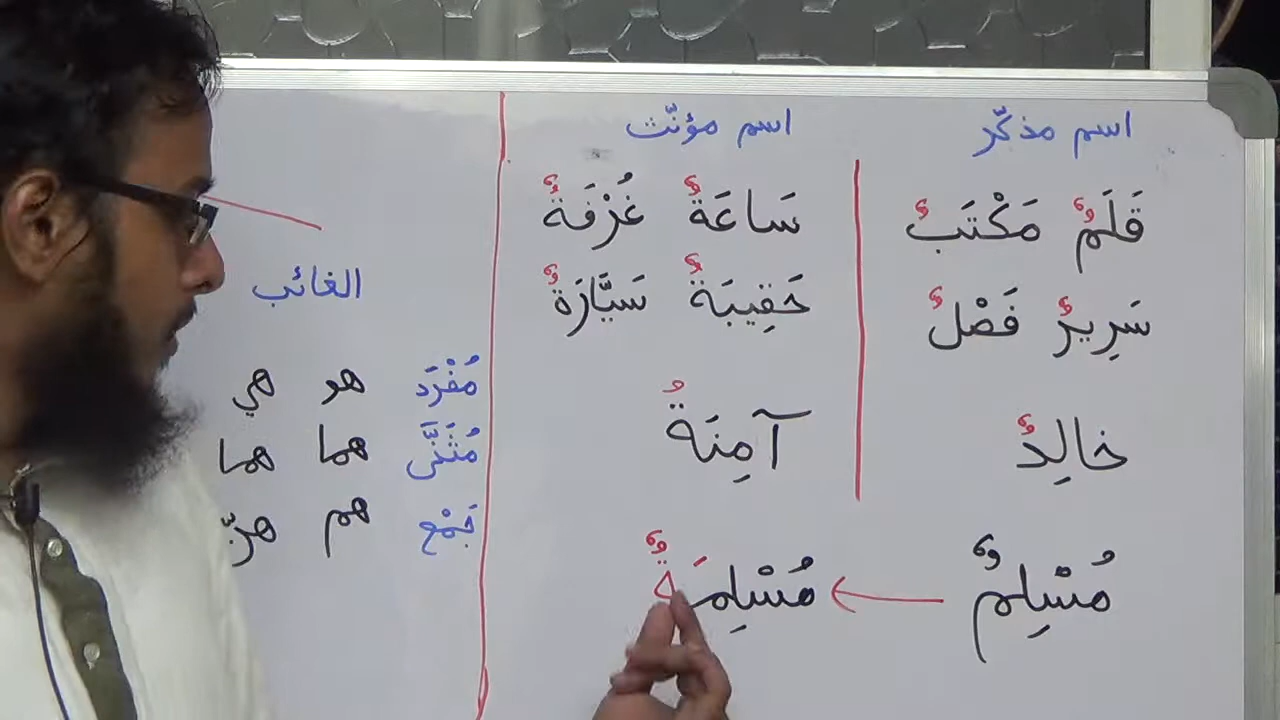 اسم مذكّر
قَلَمٌ مَكْتَبٌ
سَرِيرٌ فَصْلٌ
خالِدٌ
مُسْلِمٌ
اسم مؤنّث
سَاعَةٌ غُرْفَةٌ
حَقِيبَةٌ سَيَّارَةٌ
آمِنَةُ
مُسْلِمَةٌ
الغائب
مُفْرَد هو هي
مُثَنَّى هما هما
جَمْع هم هنّ